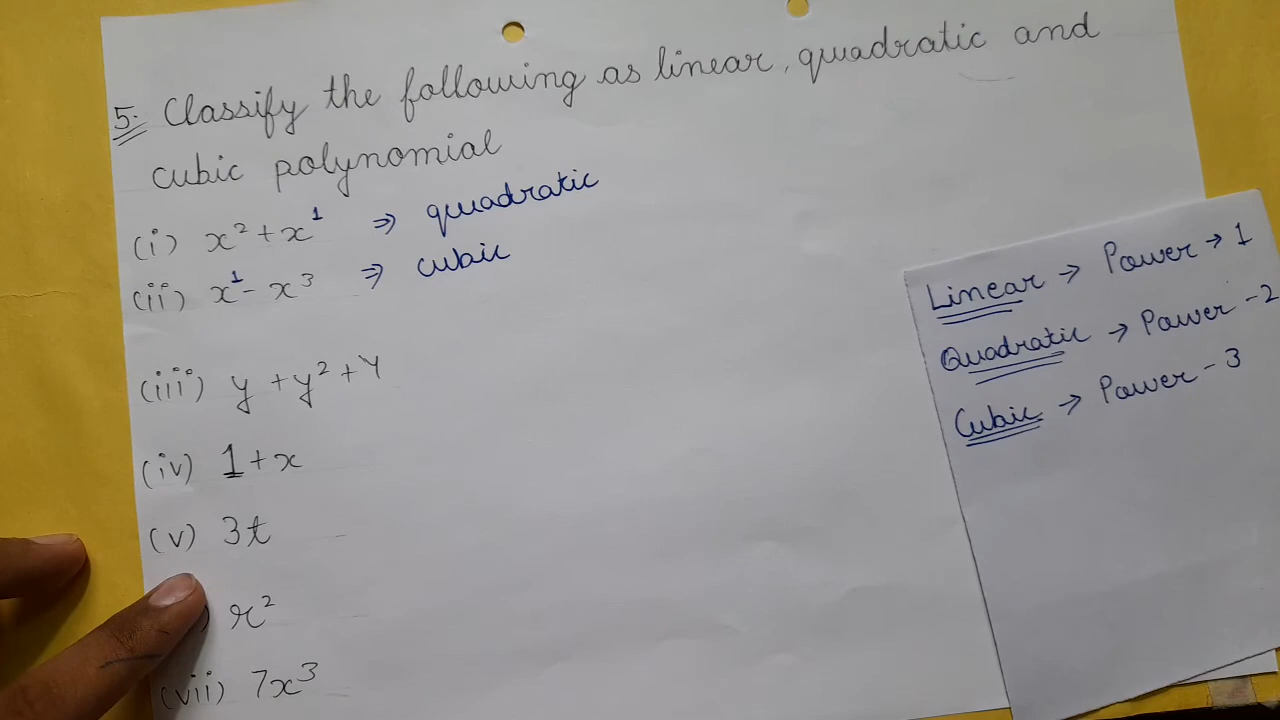 5. Classify the following as linear, quadratic and
cubic polynomial
(i) x² + x¹ ⇒ quadratic
(ii) x¹ - x³ ⇒ cubic
(iii) y + y² + 4
(iv) 1 + x
(v) 3t
) r²
(vii) 7x³
Linear → Power → 1
Quadratic → Power - 2
Cubic → Power - 3